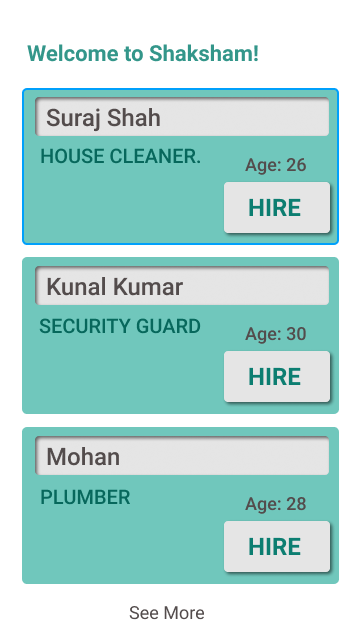 Welcome to Shaksham!
Suraj Shah
HOUSE CLEANER.
Age: 26
HIRE
Kunal Kumar
SECURITY GUARD
Age: 30
HIRE
Mohan
PLUMBER
Age: 28
HIRE
See More